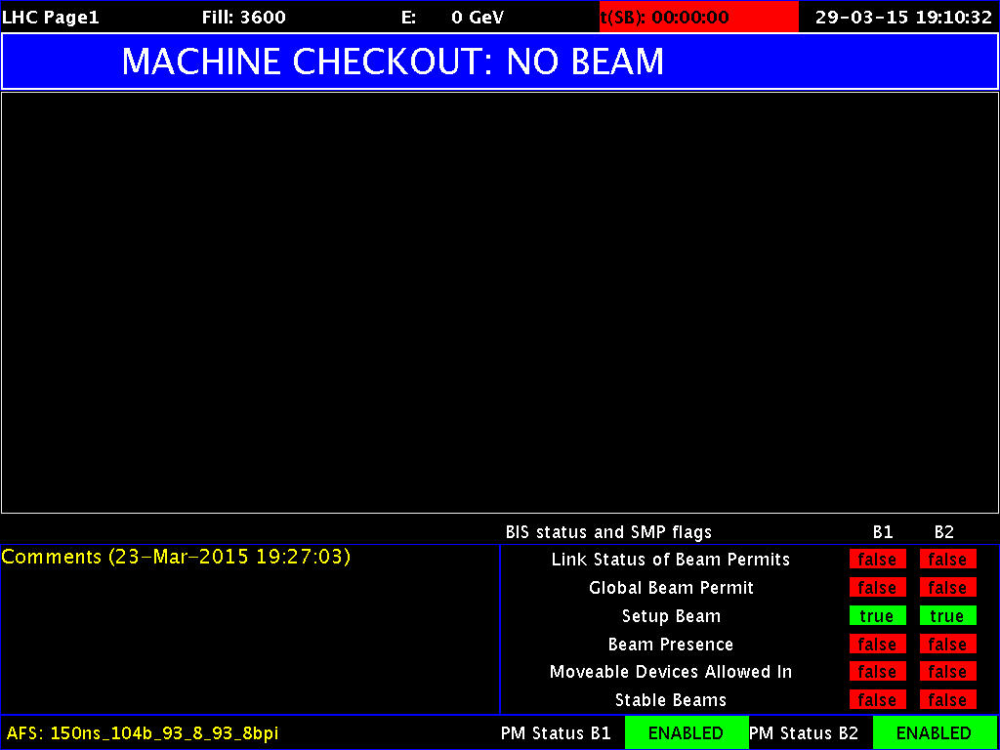 LHC Page1 Fill: 3600 E: 0 GeV t(SB): 00:00:00 29-03-15 19:10:32
MACHINE CHECKOUT: NO BEAM
BIS status and SMP flags B1 B2
Comments (23-Mar-2015 19:27:03)
Link Status of Beam Permits false false
Global Beam Permit false false
Setup Beam true true
Beam Presence false false
Moveable Devices Allowed In false false
Stable Beams false false
AFS: 150ns_104b_93_8_93_8bpi PM Status B1 ENABLED PM Status B2 ENABLED